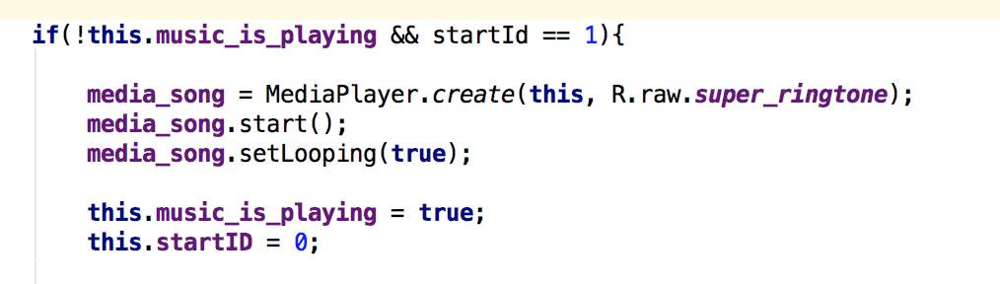 if(!this.music_is_playing && startId == 1){
media_song = MediaPlayer.create(this, R.raw.super_ringtone);
media_song.start();
media_song.setLooping(true);
this.music_is_playing = true;
this.startID = 0;